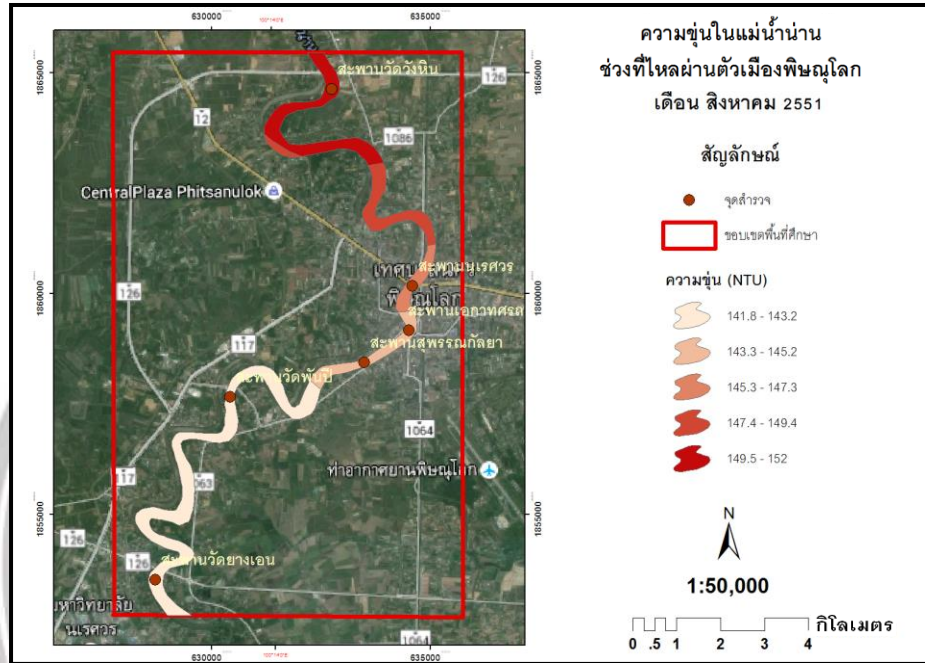 ความขุ่นในแม่น้ำน่าน
ช่วงที่ไหลผ่านตัวเมืองพิษณุโลก
เดือน สิงหาคม 2551
สัญลักษณ์
จุดสำรวจ
ขอบเขตพื้นที่ศึกษา
ความขุ่น (NTU)
141.8 - 143.2
143.3 - 145.2
145.3 - 147.3
147.4 - 149.4
149.5 - 152
N
1:50,000
กิโลเมตร
0 .5 1 2 3 4
630000 635000
1865000
1860000
1855000
630000 635000
1865000
1860000
1855000
สะพานวัดวังหิน
126
12
1086
CentralPlaza Phitsanulok
สะพานนเรศวร
พิษณุโลก
126
สะพานเอกาทศรถ
สะพานสุพรรณกัลยา
117
สะพานวัดพันปี
1064
ท่าอากาศยานพิษณุโลก
117
126
126
สะพานวัดยางเอน
มหาวิทยาลัย
นเรศวร
1064